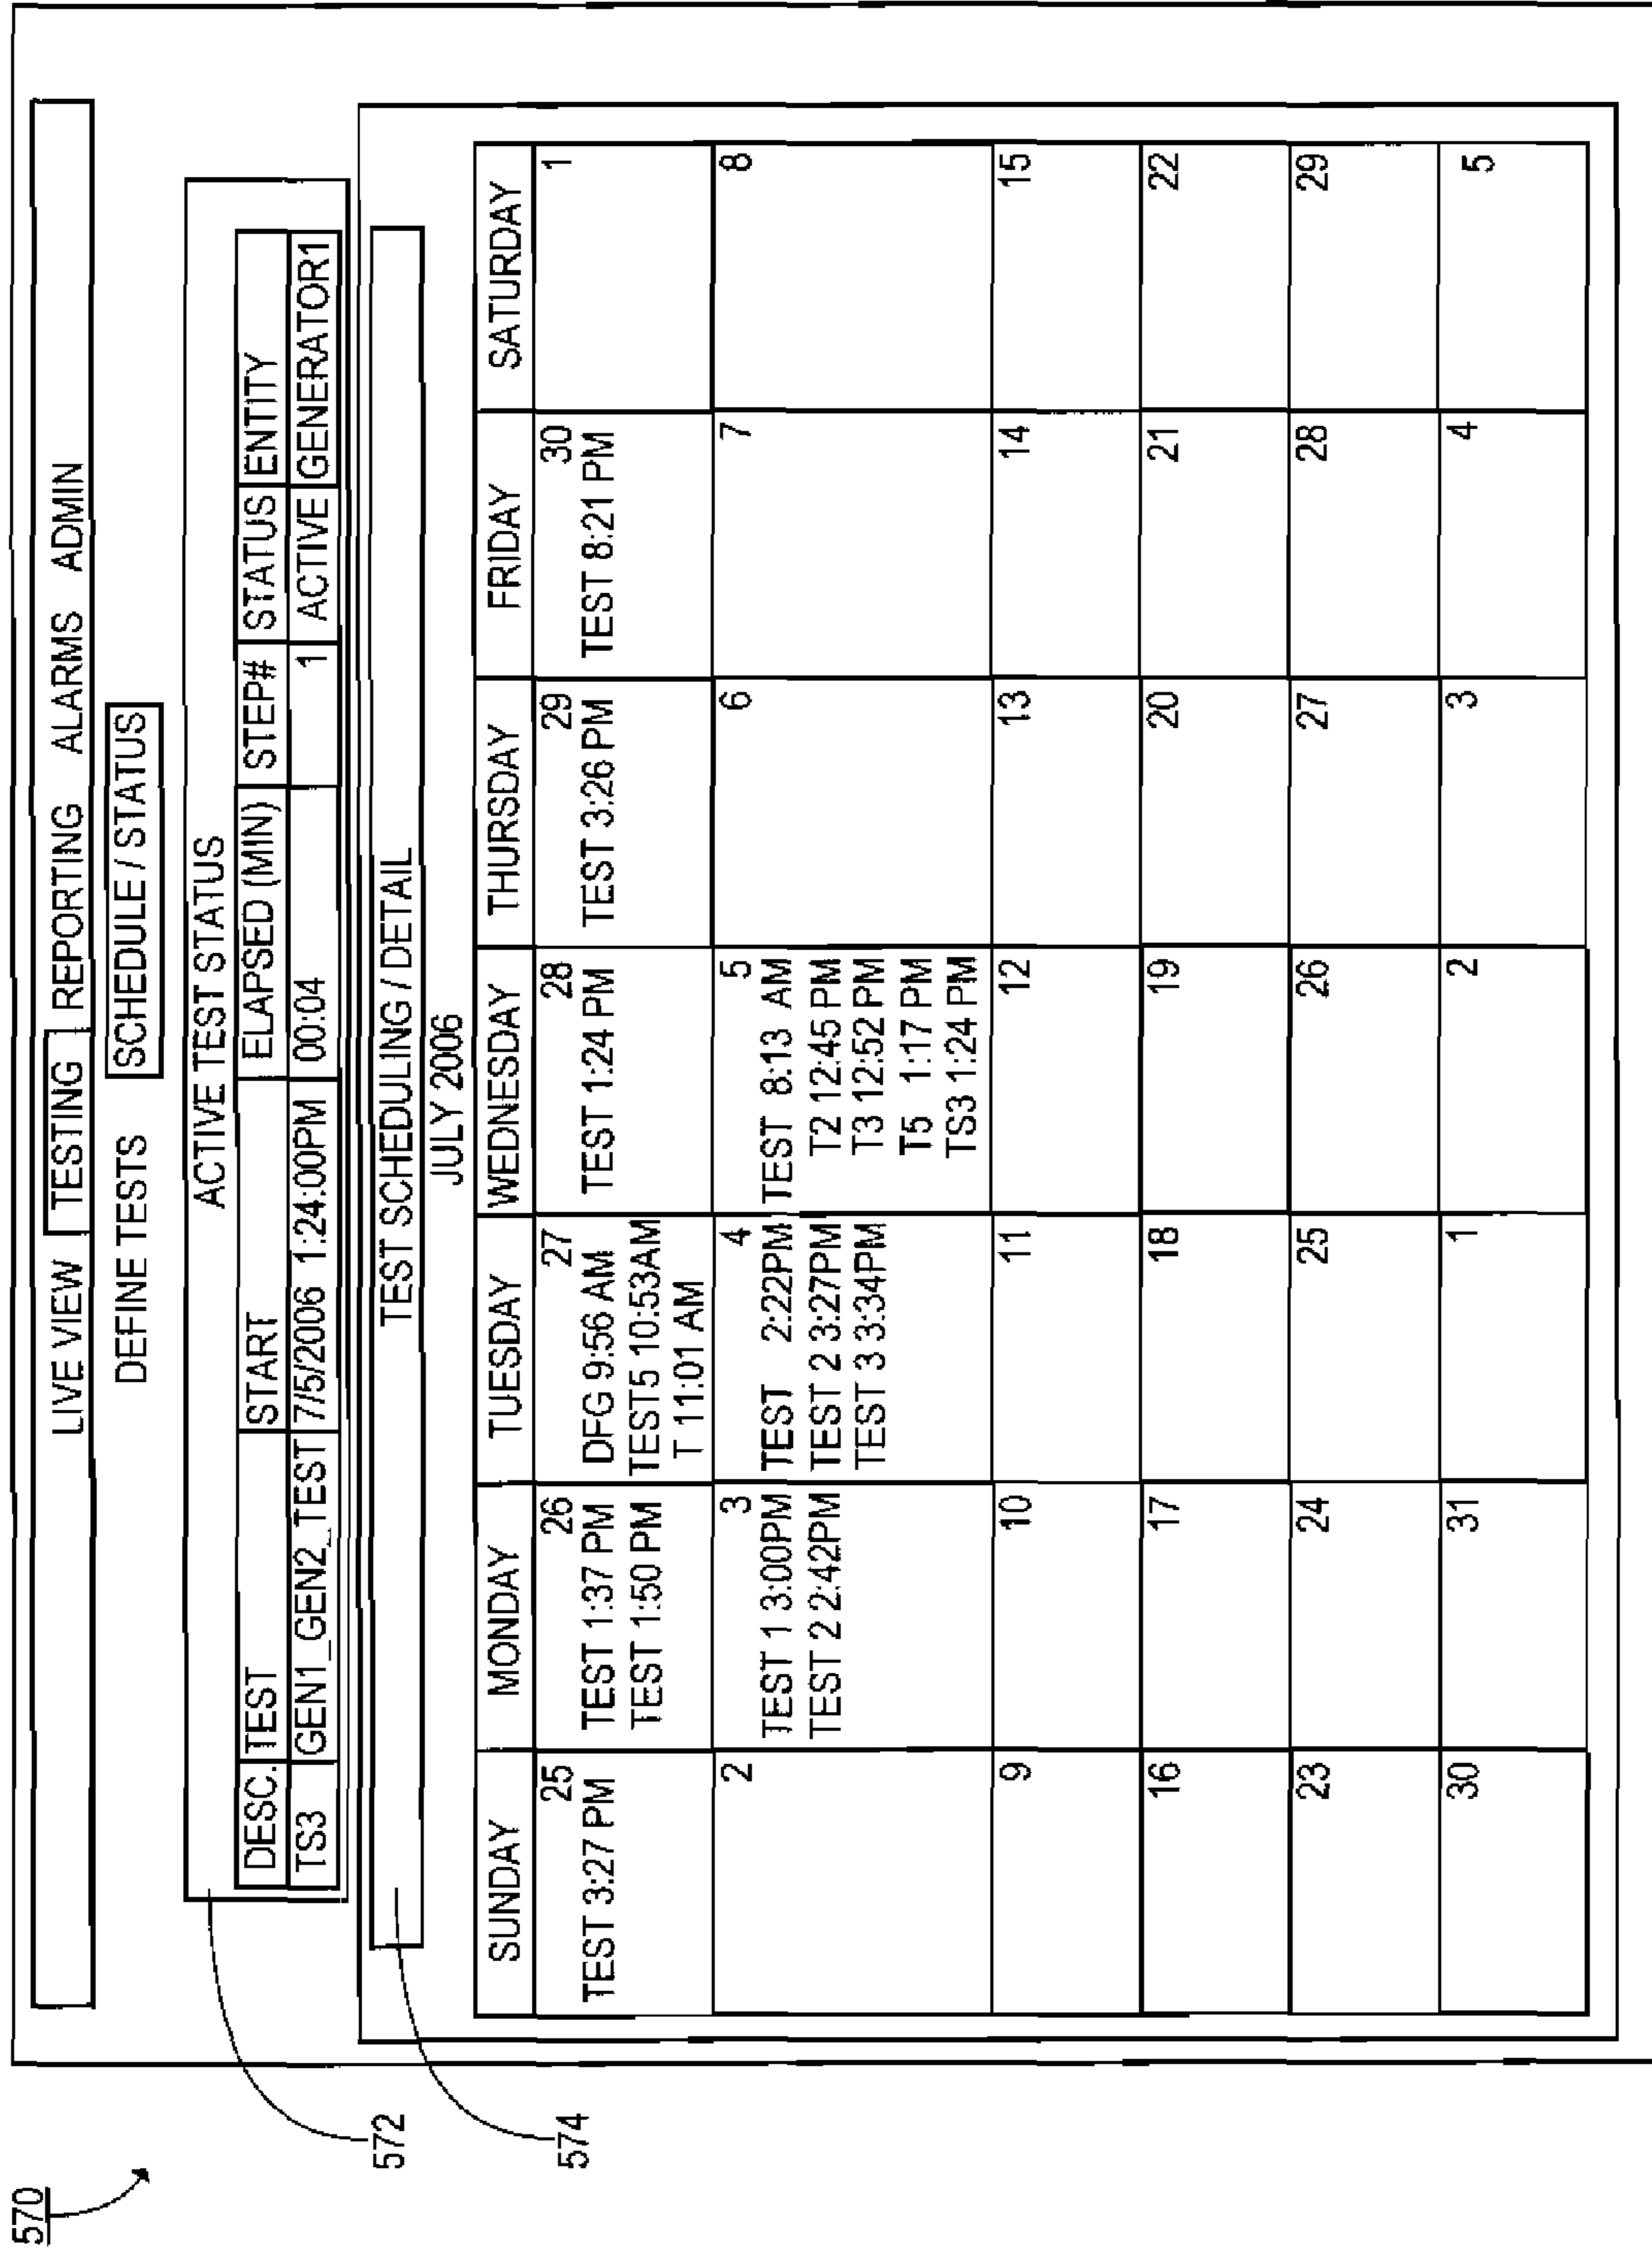 570
LIVE VIEW TESTING REPORTING ALARMS ADMIN
DEFINE TESTS SCHEDULE / STATUS
572
ACTIVE TEST STATUS
DESC. TEST START ELAPSED (MIN) STEP# STATUS ENTITY
TS3 GEN1_GEN2_TEST 7/5/2006 1:24:00PM 00:04 1 ACTIVE GENERATOR1
574
TEST SCHEDULING / DETAIL
JULY 2006
SUNDAY MONDAY TUESDAY WEDNESDAY THURSDAY FRIDAY SATURDAY
25 26 27 28 29 30 1
TEST 3:27 PM TEST 1:37 PM DFG 9:56 AM TEST 1:24 PM TEST 3:26 PM TEST 8:21 PM
TEST 1:50 PM TEST5 10:53AM
T 11:01 AM
2 3 4 5 6 7 8
TEST 1 3:00PM TEST 2:22PM TEST 8:13 AM
TEST 2 2:42PM TEST 2 3:27PM T2 12:45 PM
TEST 3 3:34PM T3 12:52 PM
T5 1:17 PM
TS3 1:24 PM
9 10 11 12 13 14 15
16 17 18 19 20 21 22
23 24 25 26 27 28 29
30 31 1 2 3 4 5